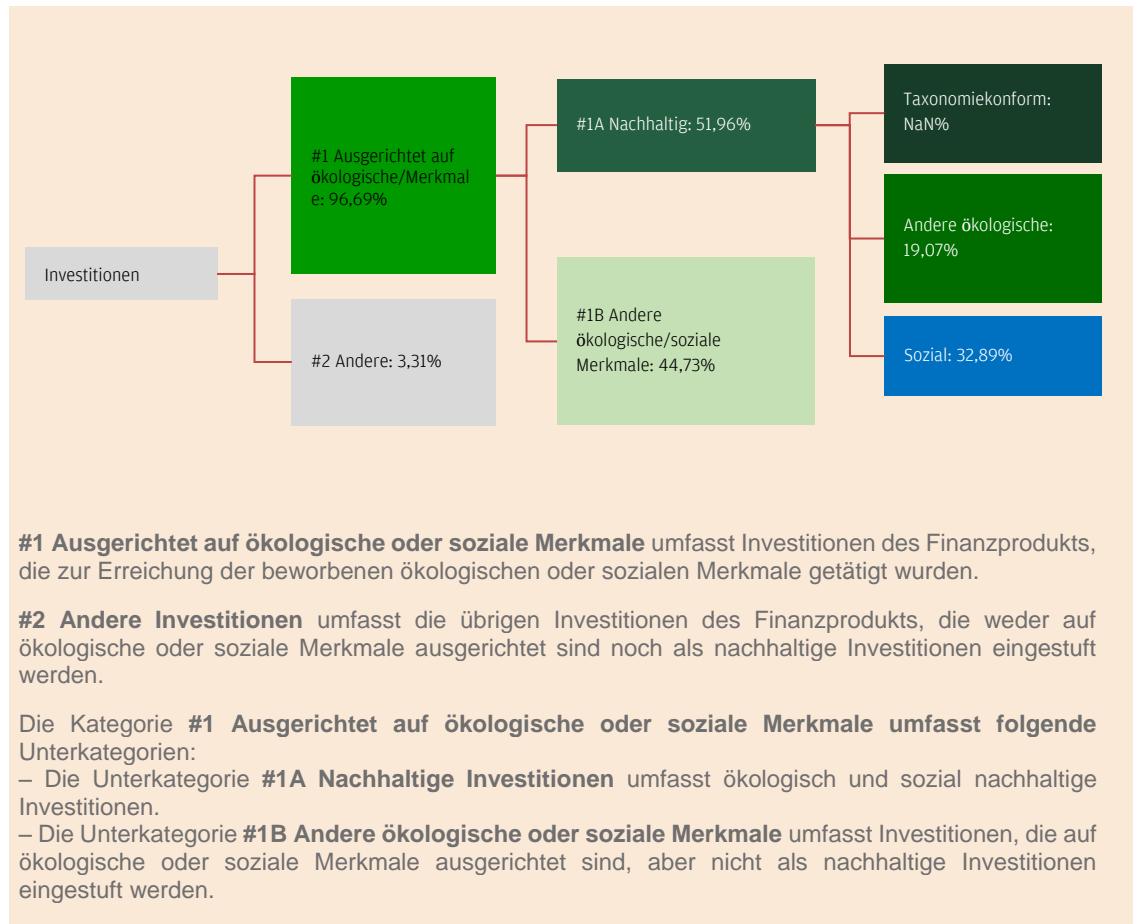 Investitionen
#1 Ausgerichtet auf
ökologische/Merkmal
e: 96,69%
#2 Andere: 3,31%
#1A Nachhaltig: 51,96%
#1B Andere
ökologische/soziale
Merkmale: 44,73%
Taxonomiekonform:
NaN%
Andere ökologische:
19,07%
Sozial: 32,89%
#1 Ausgerichtet auf ökologische oder soziale Merkmale umfasst Investitionen des Finanzprodukts,
die zur Erreichung der beworbenen ökologischen oder sozialen Merkmale getätigt wurden.
#2 Andere Investitionen umfasst die übrigen Investitionen des Finanzprodukts, die weder auf
ökologische oder soziale Merkmale ausgerichtet sind noch als nachhaltige Investitionen eingestuft
werden.
Die Kategorie #1 Ausgerichtet auf ökologische oder soziale Merkmale umfasst folgende
Unterkategorien:
– Die Unterkategorie #1A Nachhaltige Investitionen umfasst ökologisch und sozial nachhaltige
Investitionen.
– Die Unterkategorie #1B Andere ökologische oder soziale Merkmale umfasst Investitionen, die auf
ökologische oder soziale Merkmale ausgerichtet sind, aber nicht als nachhaltige Investitionen
eingestuft werden.